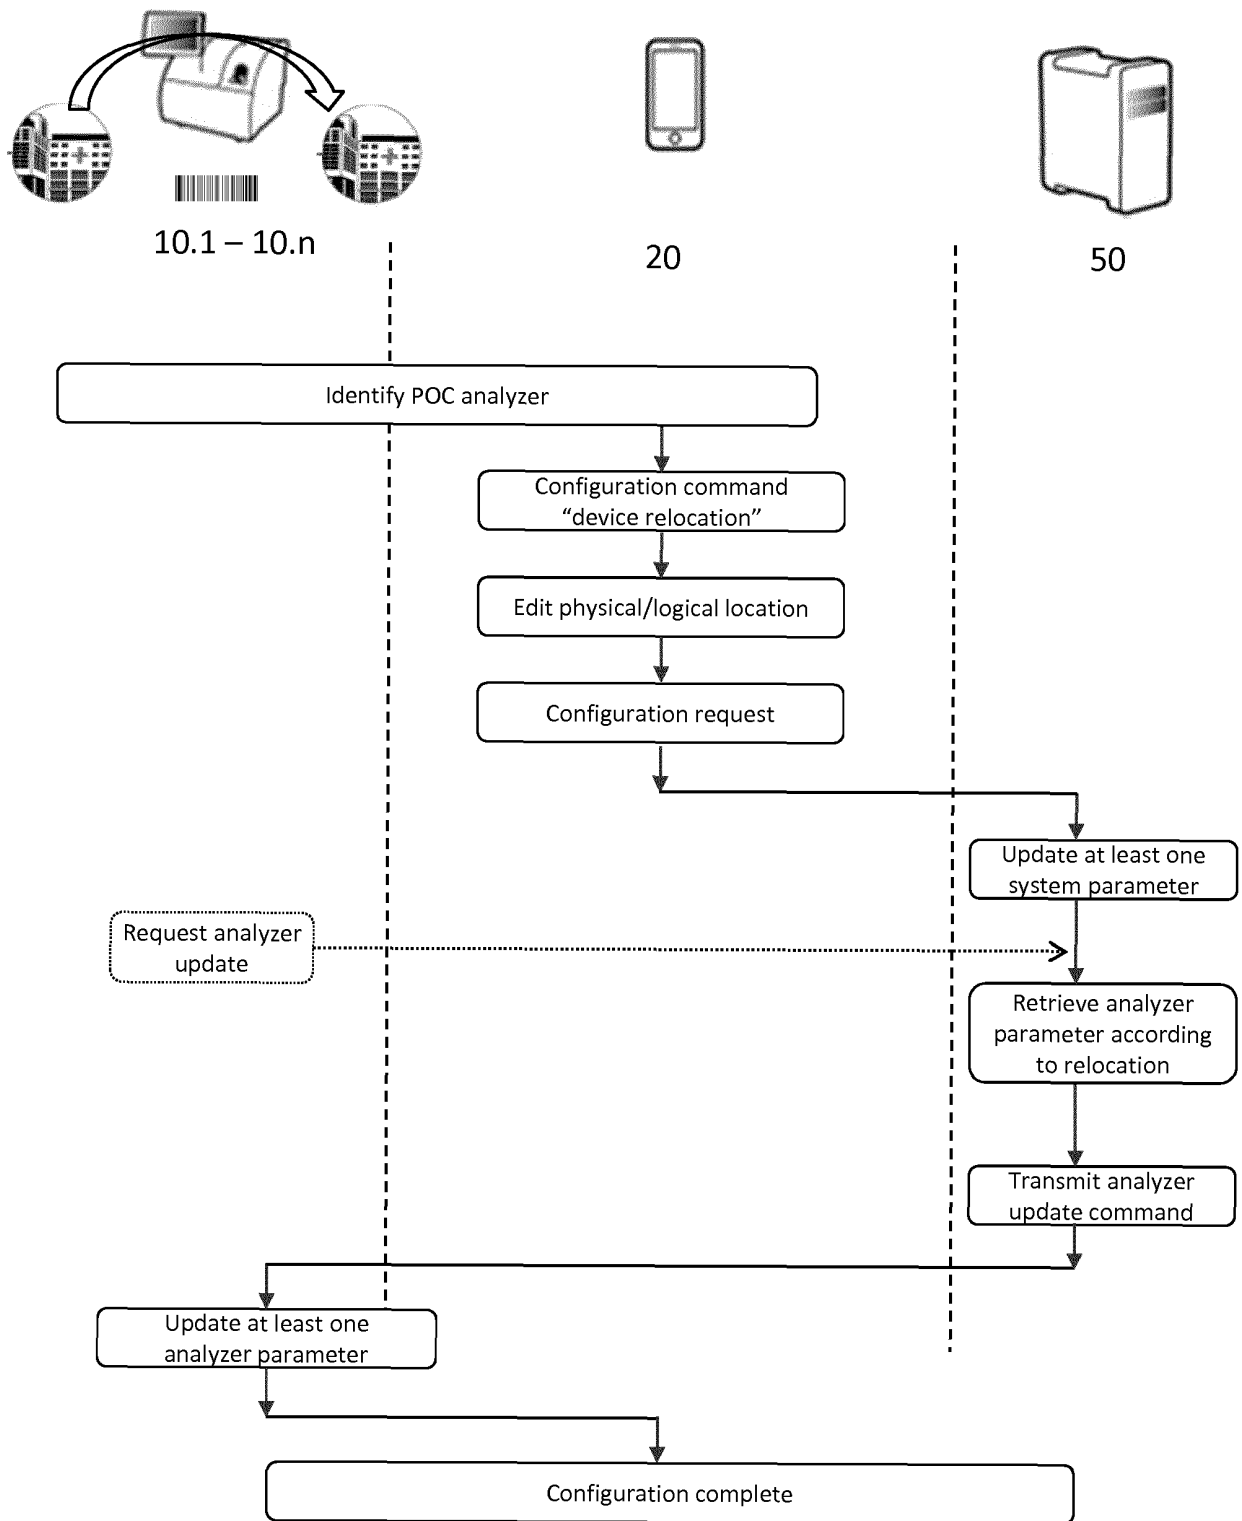 10.1 – 10.n
20
50
Identify POC analyzer
Configuration command
“device relocation”
Edit physical/logical location
Configuration request
Update at least one
system parameter
Request analyzer
update
Retrieve analyzer
parameter according
to relocation
Transmit analyzer
update command
Update at least one
analyzer parameter
Configuration complete